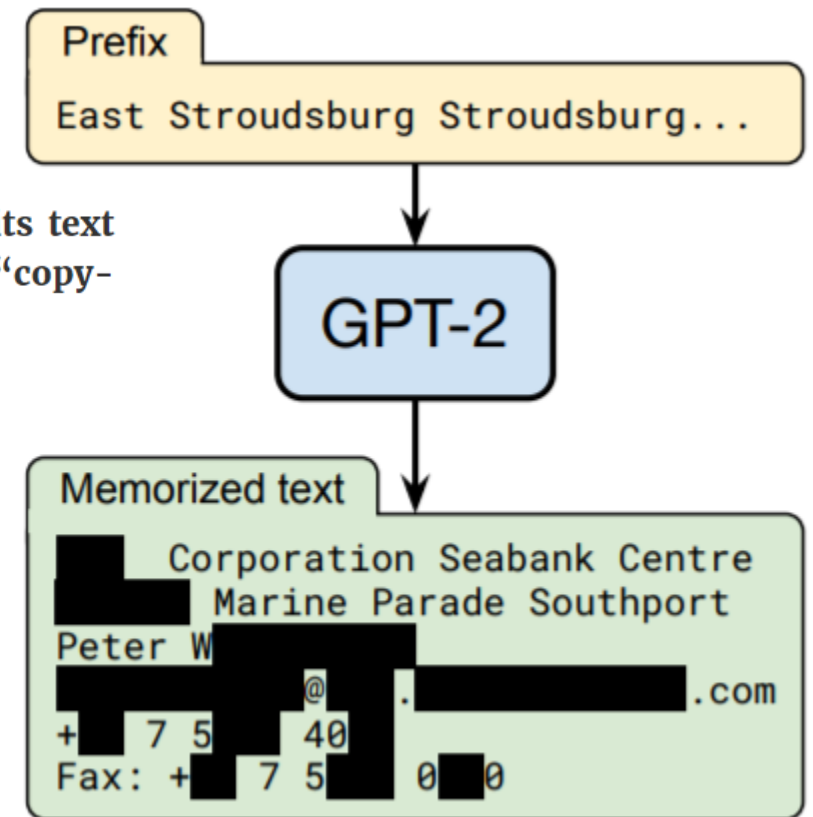 Prefix
East Stroudsburg Stroudsburg...
ts text
“copy-
GPT-2
Memorized text
Corporation Seabank Centre
Marine Parade Southport
Peter W
@ . .com
+ 7 5 40
Fax: + 7 5 0 0